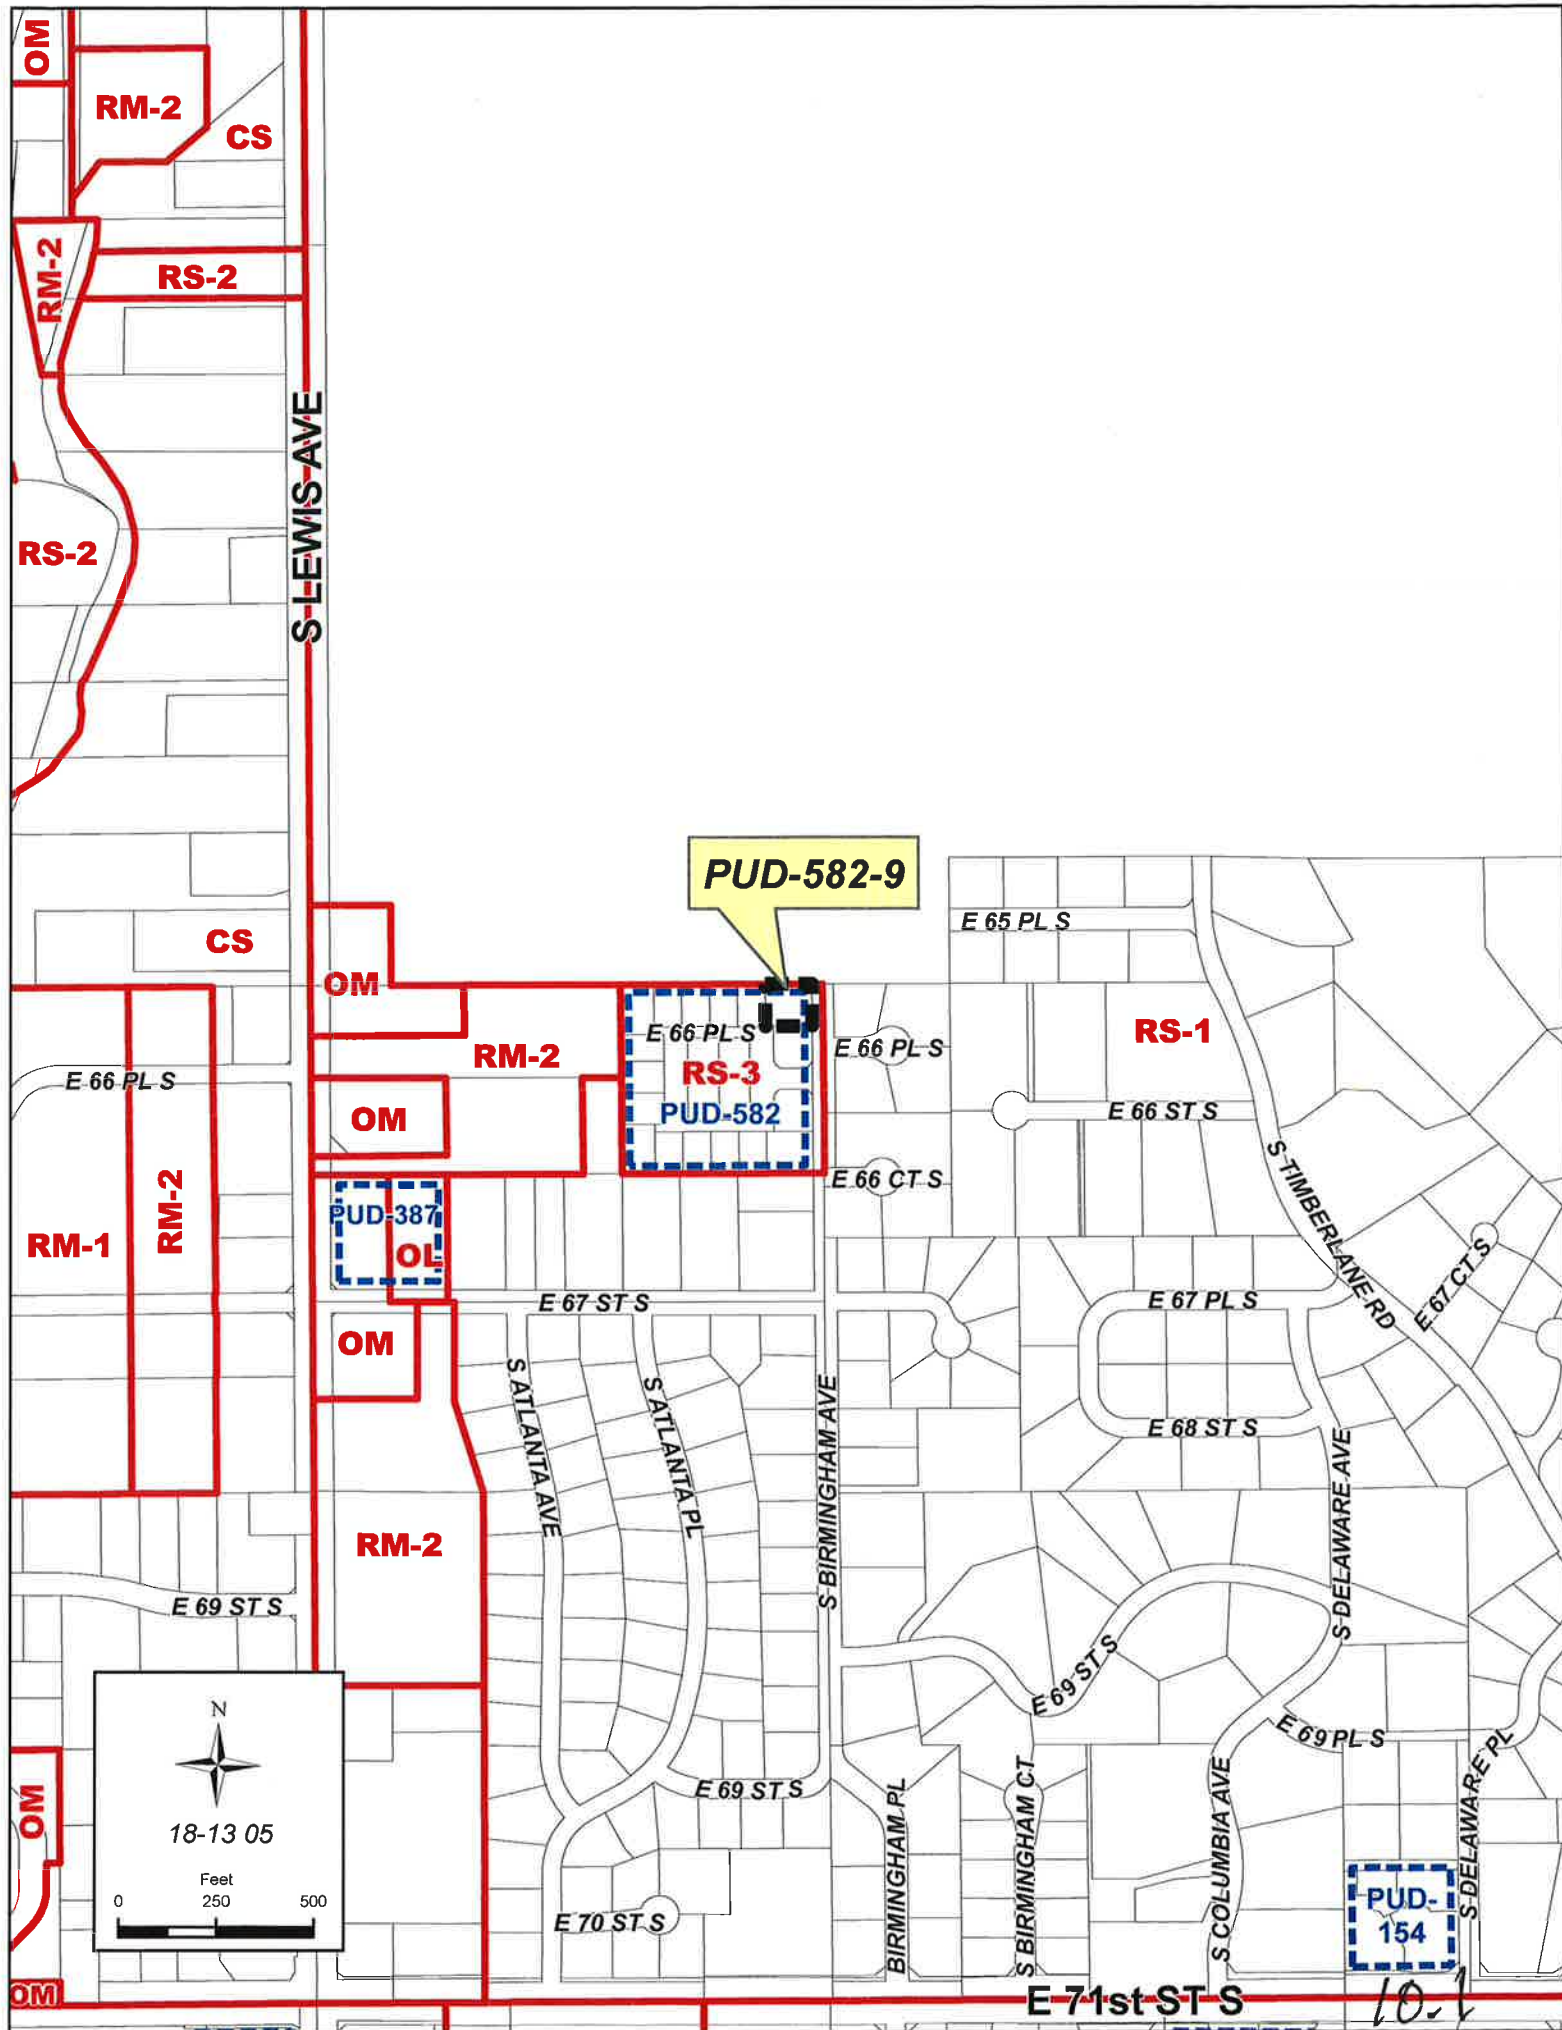 OM
RM-2
CS
RM-2
RS-2
S LEWIS AVE
RS-2
PUD-582-9
E 65 PL S
CS
OM
E 66 PL S
RM-2
RS-3
PUD-582
E 66 PL S
RS-1
E 66 PL S
OM
E 66 ST S
E 66 CT S
S TIMBERLANE RD
RM-1
RM-2
PUD-387
OL
E 67 CT S
E 67 ST S
E 67 PL S
OM
S ATLANTA AVE
S ATLANTA PL
S BIRMINGHAM AVE
E 68 ST S
S DELAWARE AVE
RM-2
E 69 ST S
E 69 ST S
E 69 PL S
E 69 ST S
S DELAWARE PL
BIRMINGHAM PL
S BIRMINGHAM CT
S COLUMBIA AVE
OM
N
18-13 05
Feet
0 250 500
E 70 ST S
PUD-
154
OM
E 71st ST S
10.1